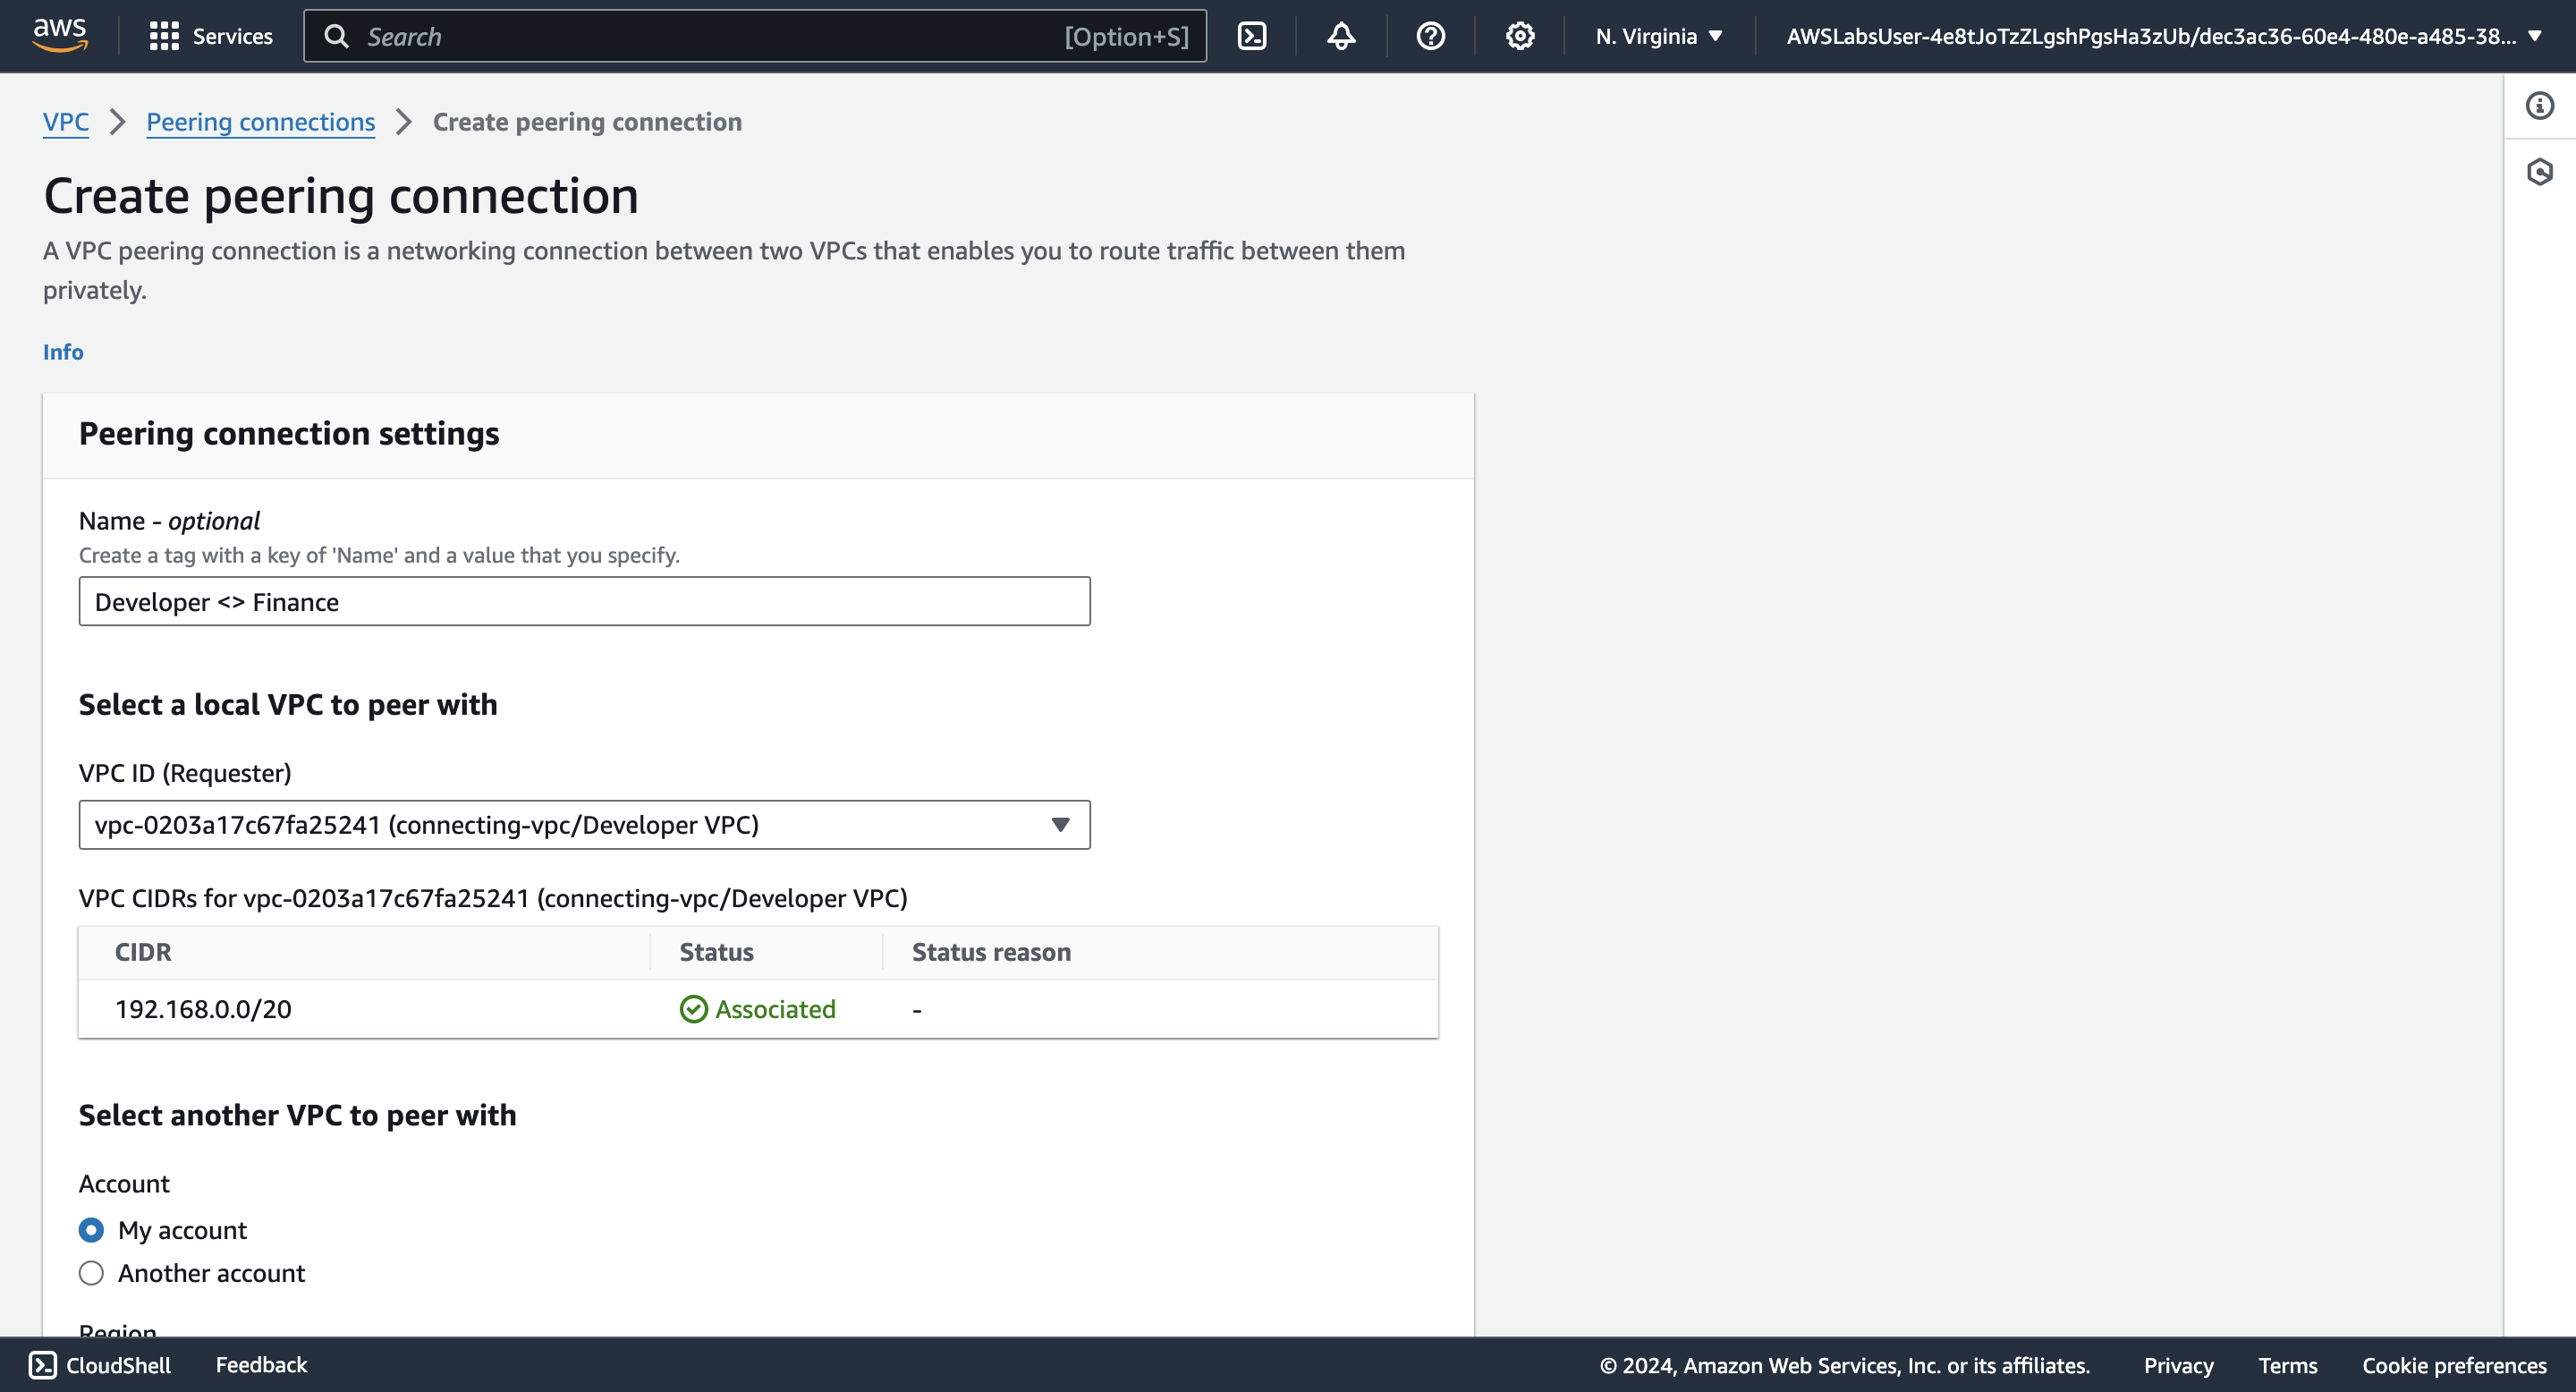 aws
Services
Search
[Option+S]
N. Virginia
AWSLabsUser-4e8tJoTzZLgshPgsHa3zUb/dec3ac36-60e4-480e-a485-38...
VPC
Peering connections
Create peering connection
Create peering connection
A VPC peering connection is a networking connection between two VPCs that enables you to route traffic between them
privately.
Info
Peering connection settings
Name - optional
Create a tag with a key of 'Name' and a value that you specify.
Developer <> Finance
Select a local VPC to peer with
VPC ID (Requester)
vpc-0203a17c67fa25241 (connecting-vpc/Developer VPC)
VPC CIDRs for vpc-0203a17c67fa25241 (connecting-vpc/Developer VPC)
CIDR Status Status reason
192.168.0.0/20 Associated -
Select another VPC to peer with
Account
My account
Another account
Region
CloudShell
Feedback
© 2024, Amazon Web Services, Inc. or its affiliates.
Privacy
Terms
Cookie preferences